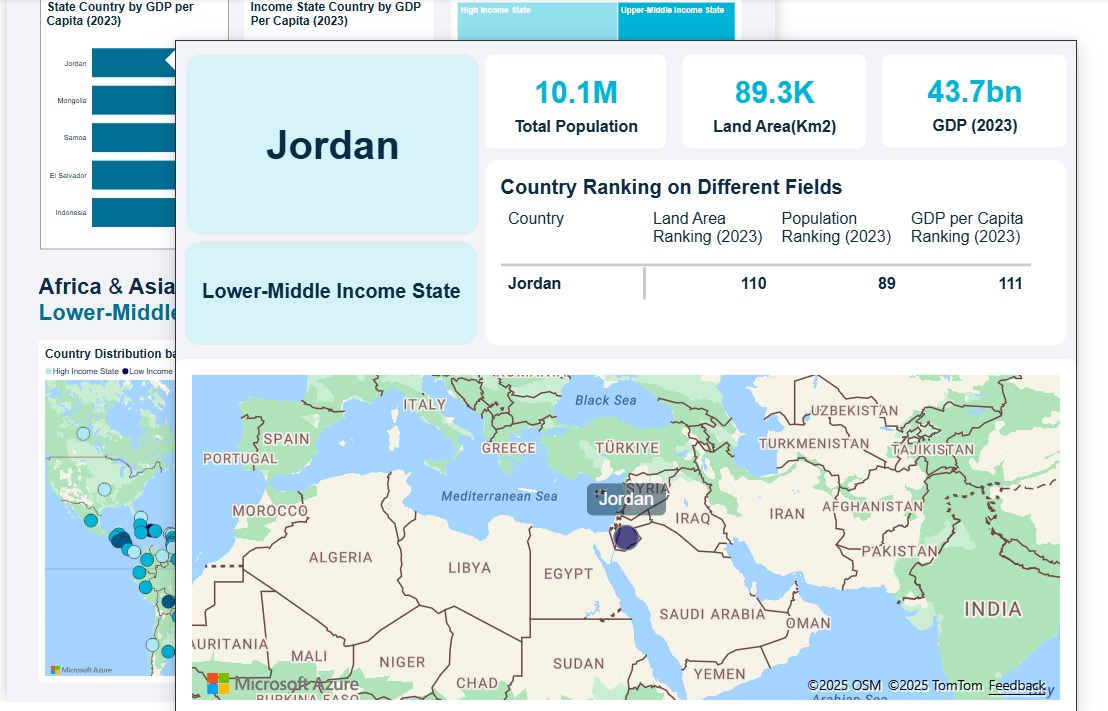 State Country by GDP per
Capita (2023)
Income State Country by GDP
Per Capita (2023)
High Income State
Upper-Middle Income State
Jordan
Mongolia
Samoa
El Salvador
Indonesia
Jordan
Lower-Middle Income State
10.1M
Total Population
89.3K
Land Area(Km2)
43.7bn
GDP (2023)
Country Ranking on Different Fields
Country
Land Area
Ranking (2023)
Population
Ranking (2023)
GDP per Capita
Ranking (2023)
Jordan 110 89 111
Africa & Asia
Lower-Middle
Country Distribution ba
High Income State Low Income
Microsoft Azure
ITALY
Black Sea
UZBEKISTAN
SPAIN
GREECE
TÜRKIYE
TURKMENISTAN
TAJIKISTAN
PORTUGAL
Mediterranean Sea
SYRIA
Jordan
MOROCCO
IRAQ
IRAN
AFGHANISTAN
ALGERIA
LIBYA
EGYPT
PAKISTAN
SAUDI ARABIA
OMAN
INDIA
AURITANIA
MALI
NIGER
CHAD
SUDAN
YEMEN
Microsoft Azure
BURKINA FASO
©2025 OSM ©2025 TomTom Feedback
Arabian Sea